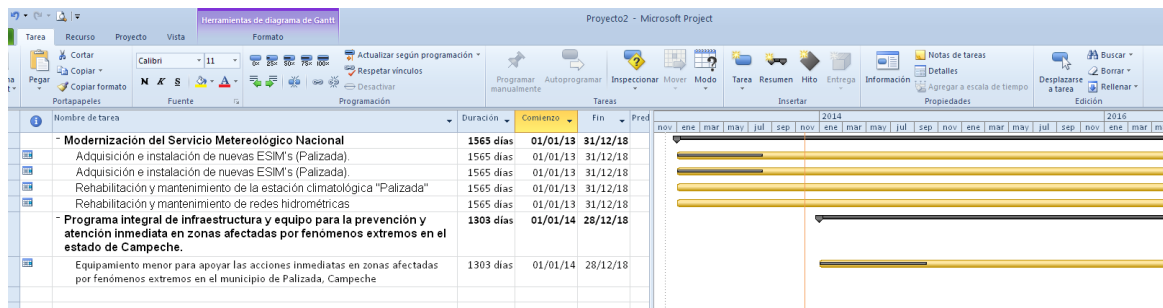 Herramientas de diagrama de Gantt
Proyecto2 - Microsoft Project
Tarea Recurso Proyecto Vista Formato
Pegar
Cortar
Copiar
Copiar formato
Portapapeles
Calibri 11
N K S
Fuente
0x 25x 50x 75x 100x
Actualizar según programación
Respetar vínculos
Desactivar
Programación
Programar manualmente
Autoprogramar
Inspeccionar
Mover
Modo
Tareas
Tarea
Resumen
Hito
Entrega
Insertar
Información
Notas de tareas
Detalles
Agregar a escala de tiempo
Propiedades
Desplazarse a tarea
Buscar
Borrar
Rellenar
Edición
Nombre de tarea Duración Comienzo Fin Pred
2014 2016
nov ene mar may jul sep nov ene mar may jul sep nov ene mar may jul sep nov ene mar
Modernización del Servicio Metereológico Nacional 1565 días 01/01/13 31/12/18
Adquisición e instalación de nuevas ESIM's (Palizada). 1565 días 01/01/13 31/12/18
Adquisición e instalación de nuevas ESIM's (Palizada). 1565 días 01/01/13 31/12/18
Rehabilitación y mantenimiento de la estación climatológica "Palizada" 1565 días 01/01/13 31/12/18
Rehabilitación y mantenimiento de redes hidrométricas 1565 días 01/01/13 31/12/18
Programa integral de infraestructura y equipo para la prevención y 1303 días 01/01/14 28/12/18
atención inmediata en zonas afectadas por fenómenos extremos en el
estado de Campeche.
Equipamiento menor para apoyar las acciones inmediatas en zonas afectadas 1303 días 01/01/14 28/12/18
por fenómenos extremos en el municipio de Palizada, Campeche